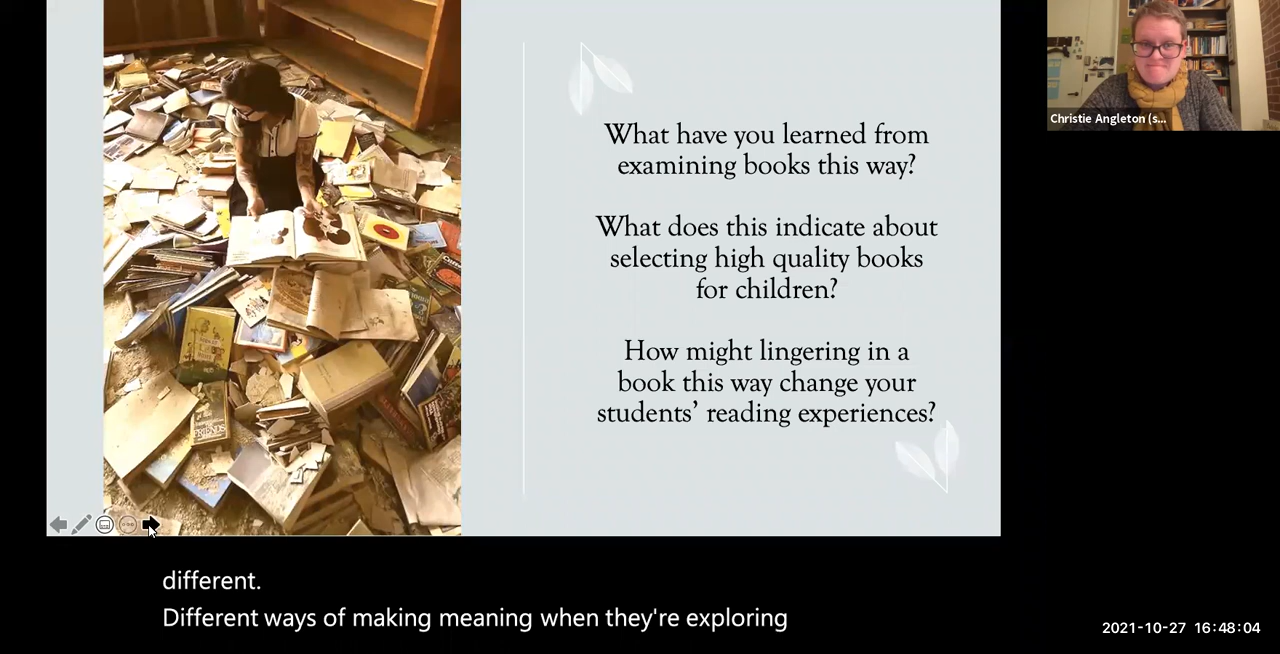 Christie Angleton (s...
What have you learned from
examining books this way?
What does this indicate about
selecting high quality books
for children?
How might lingering in a
book this way change your
students' reading experiences?
FRIENDS
different.
Different ways of making meaning when they're exploring
2021-10-27 16:48:04